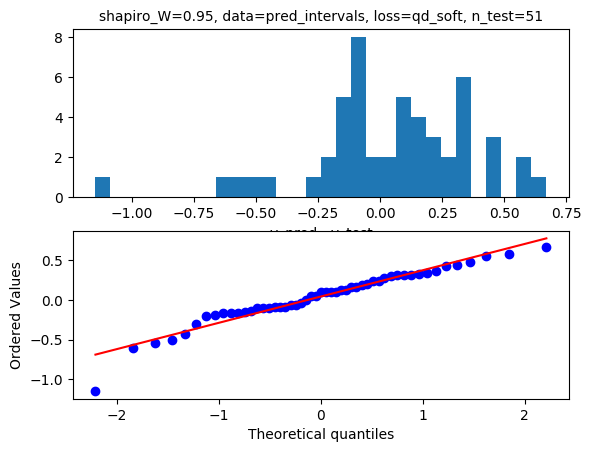 shapiro_W=0.95, data=pred_intervals, loss=qd_soft, n_test=51
8
6
4
2
0
−1.00 −0.75 −0.50 −0.25 0.00 0.25 0.50 0.75
0.5
0.0
−0.5
−1.0
Ordered Values
−2 −1 0 1 2
Theoretical quantiles